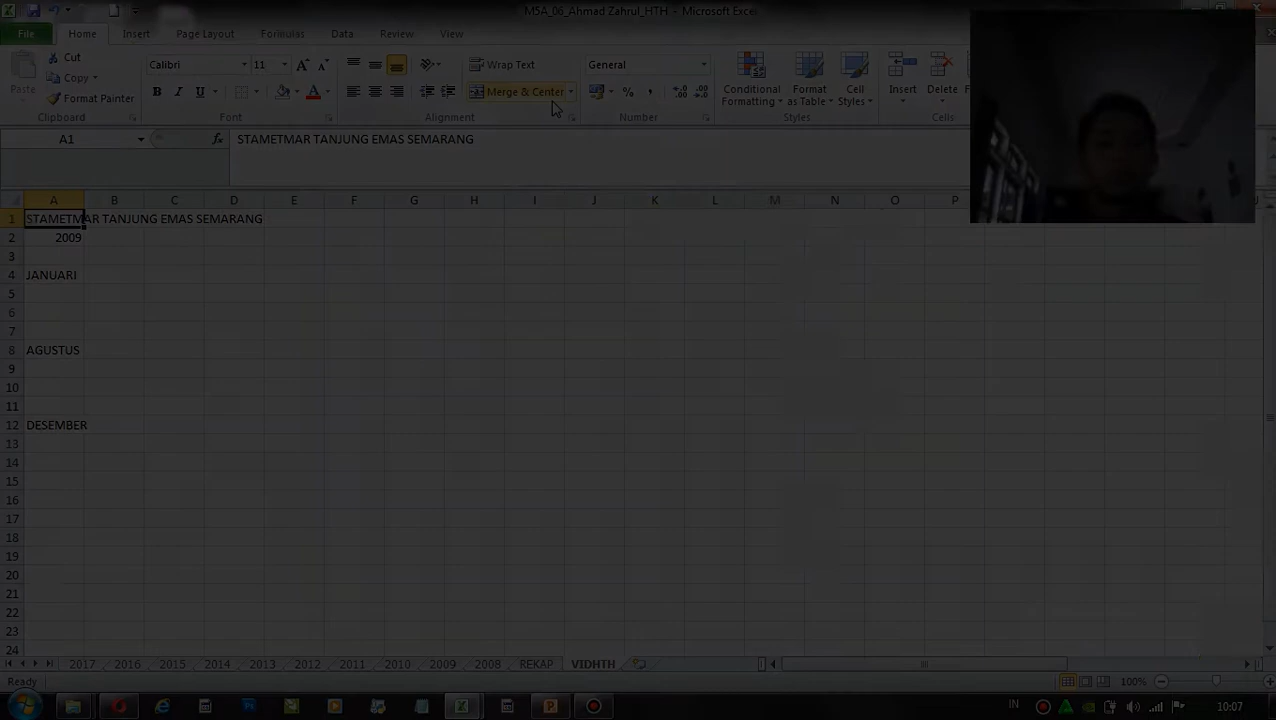 M5A_06_Ahmad Zahrul_HTH - Microsoft Excel
File Home Insert Page Layout Formulas Data Review View
Cut
Copy
Format Painter
Paste
Clipboard
Calibri 11
B I U A
Font
Wrap Text
Merge & Center
Alignment
General
%
Number
Conditional Formatting
Format as Table
Cell Styles
Styles
Insert Delete
Cells
A1 fx STAMETMAR TANJUNG EMAS SEMARANG
A B C D E F G H I J K L M N O P
1 STAMETMAR TANJUNG EMAS SEMARANG
2 2009
3
4 JANUARI
5
6
7
8 AGUSTUS
9
10
11
12 DESEMBER
13
14
15
16
17
18
19
20
21
22
23
24
2017 2016 2015 2014 2013 2012 2011 2010 2009 2008 REKAP VIDHTH
Ready 100%
IN 10:07